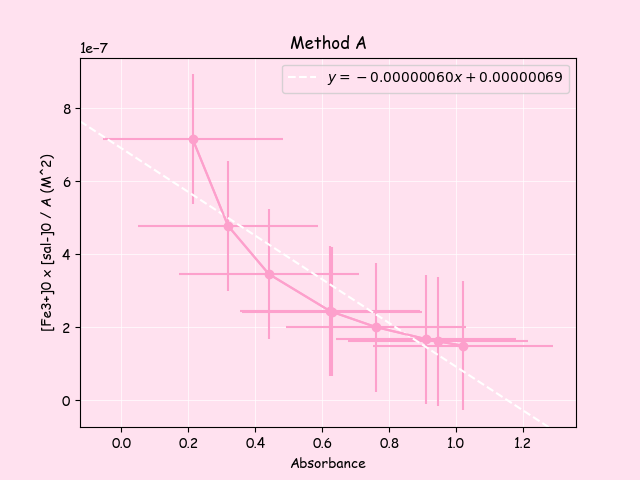 Method A
1e−7
y = −0.00000060x + 0.00000069
8
6
4
2
0
[Fe3+]0 x [sal-]0 / A (M^2)
0.0 0.2 0.4 0.6 0.8 1.0 1.2
Absorbance